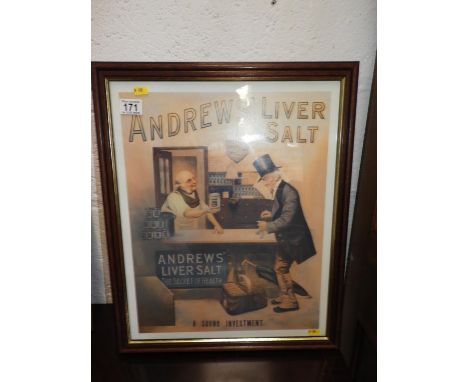 171
ANDREWS' LIVER
SALT
ANDREWS'
LIVER SALT
THE SECRET OF HEALTH
A SOUND INVESTMENT.